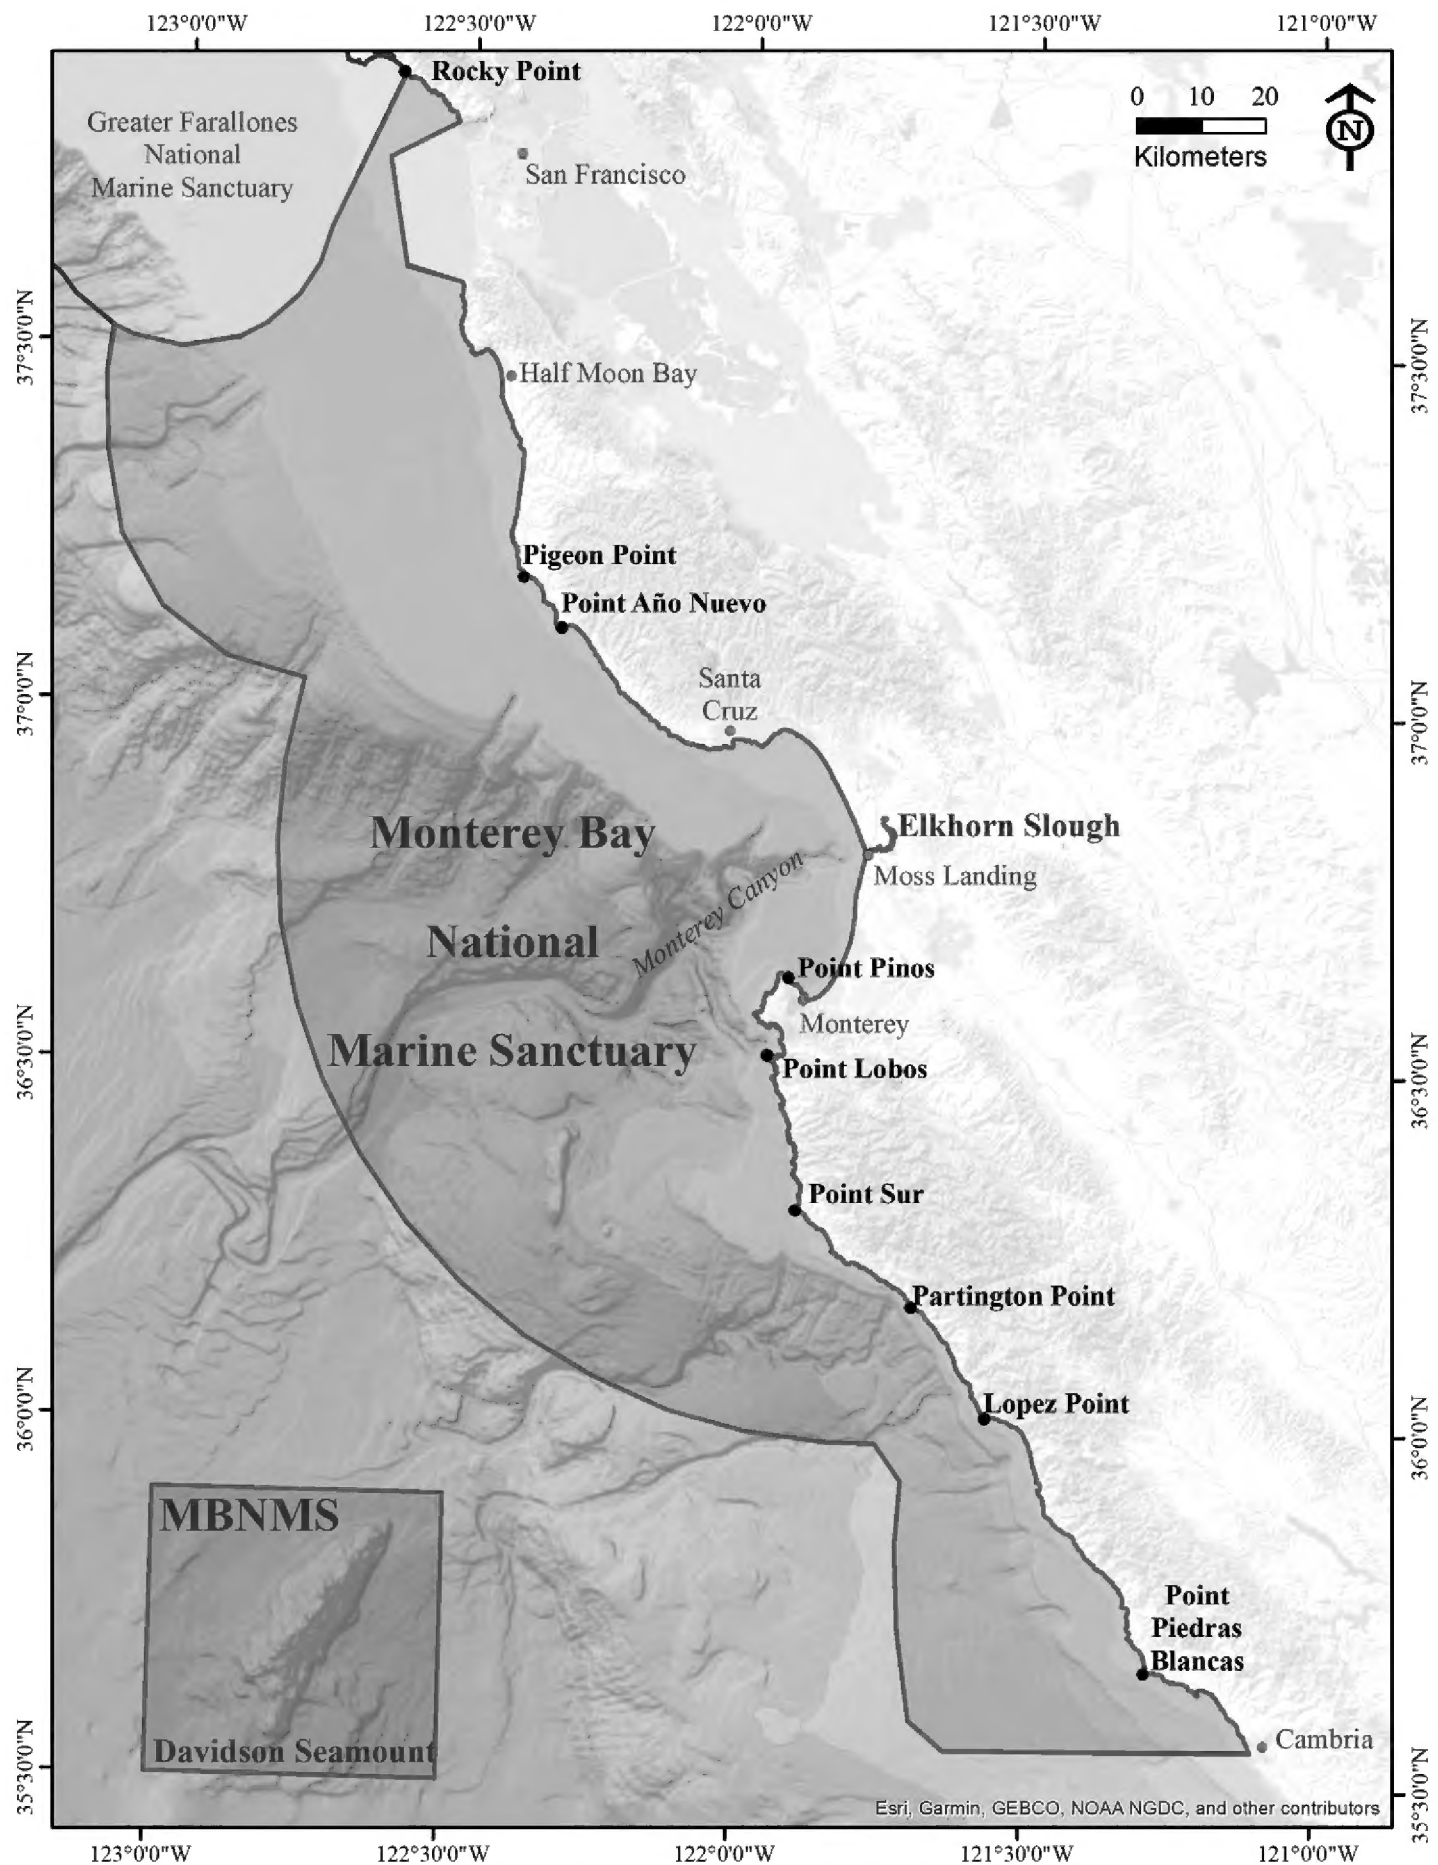 123°0'0"W
122°30'0"W
122°0'0"W
121°30'0"W
121°0'0"W
Rocky Point
Greater Farallones
National
Marine Sanctuary
San Francisco
0 10 20
Kilometers
N
37°30'0"N
37°30'0"N
Half Moon Bay
Pigeon Point
Point Año Nuevo
Santa
Cruz
37°0'0"N
37°0'0"N
Monterey Bay
National
Marine Sanctuary
Monterey Canyon
Elkhorn Slough
Moss Landing
Point Pinos
Monterey
Point Lobos
36°30'0"N
36°30'0"N
Point Sur
Partington Point
Lopez Point
36°0'0"N
36°0'0"N
MBNMS
Davidson Seamount
Point
Piedras
Blancas
Cambria
35°30'0"N
35°30'0"N
Esri, Garmin, GEBCO, NOAA NGDC, and other contributors
123°0'0"W
122°30'0"W
122°0'0"W
121°30'0"W
121°0'0"W